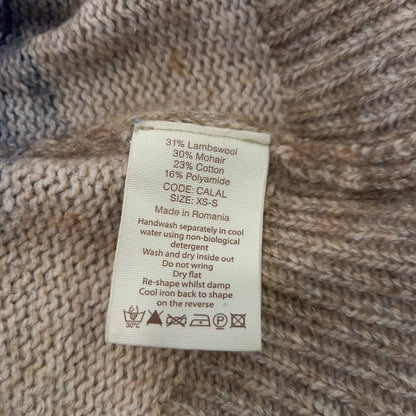 31% Lambswool
30% Mohair
23% Cotton
16% Polyamide
CODE: CALAL
SIZE: XS-S
Made in Romania
Handwash separately in cool
water using non-biological
detergent
Wash and dry inside out
Do not wring
Dry flat
Re-shape whilst damp
Cool iron back to shape
on the reverse
30°C P